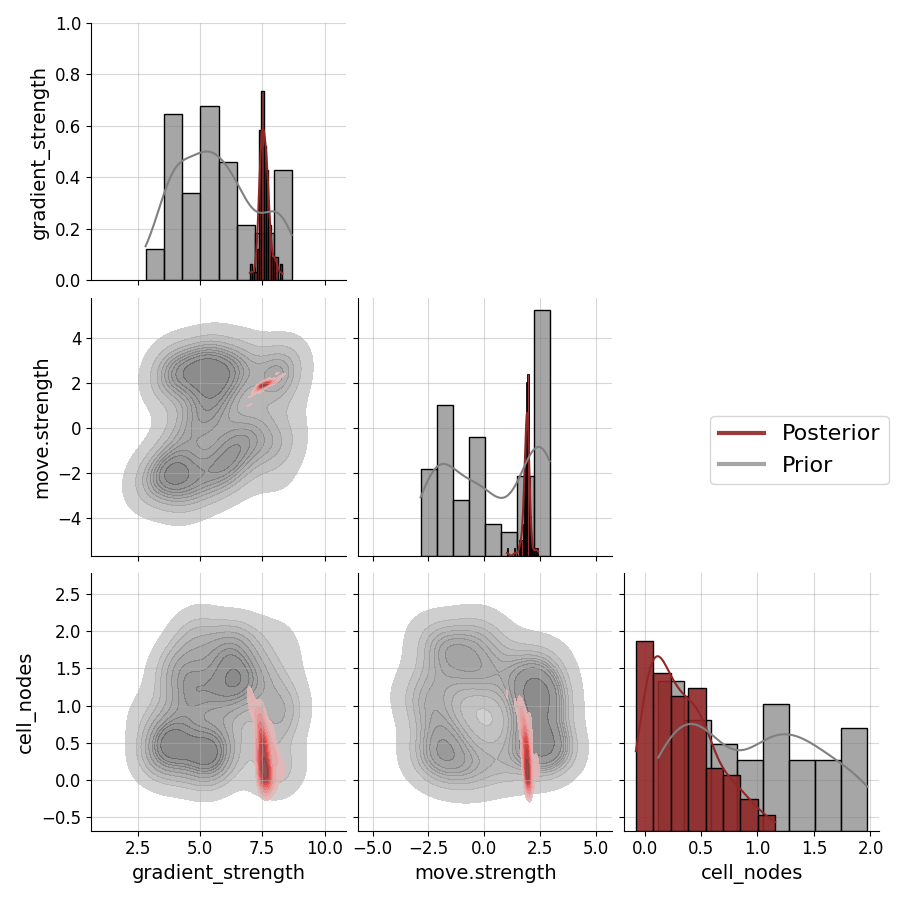 1.0
0.8
0.6
0.4
0.2
0.0
gradient_strength
4
2
0
−2
−4
move.strength
Posterior
Prior
2.5
2.0
1.5
1.0
0.5
0.0
−0.5
cell_nodes
2.5 5.0 7.5 10.0
gradient_strength
−5.0 −2.5 0.0 2.5 5.0
move.strength
0.0 0.5 1.0 1.5 2.0
cell_nodes